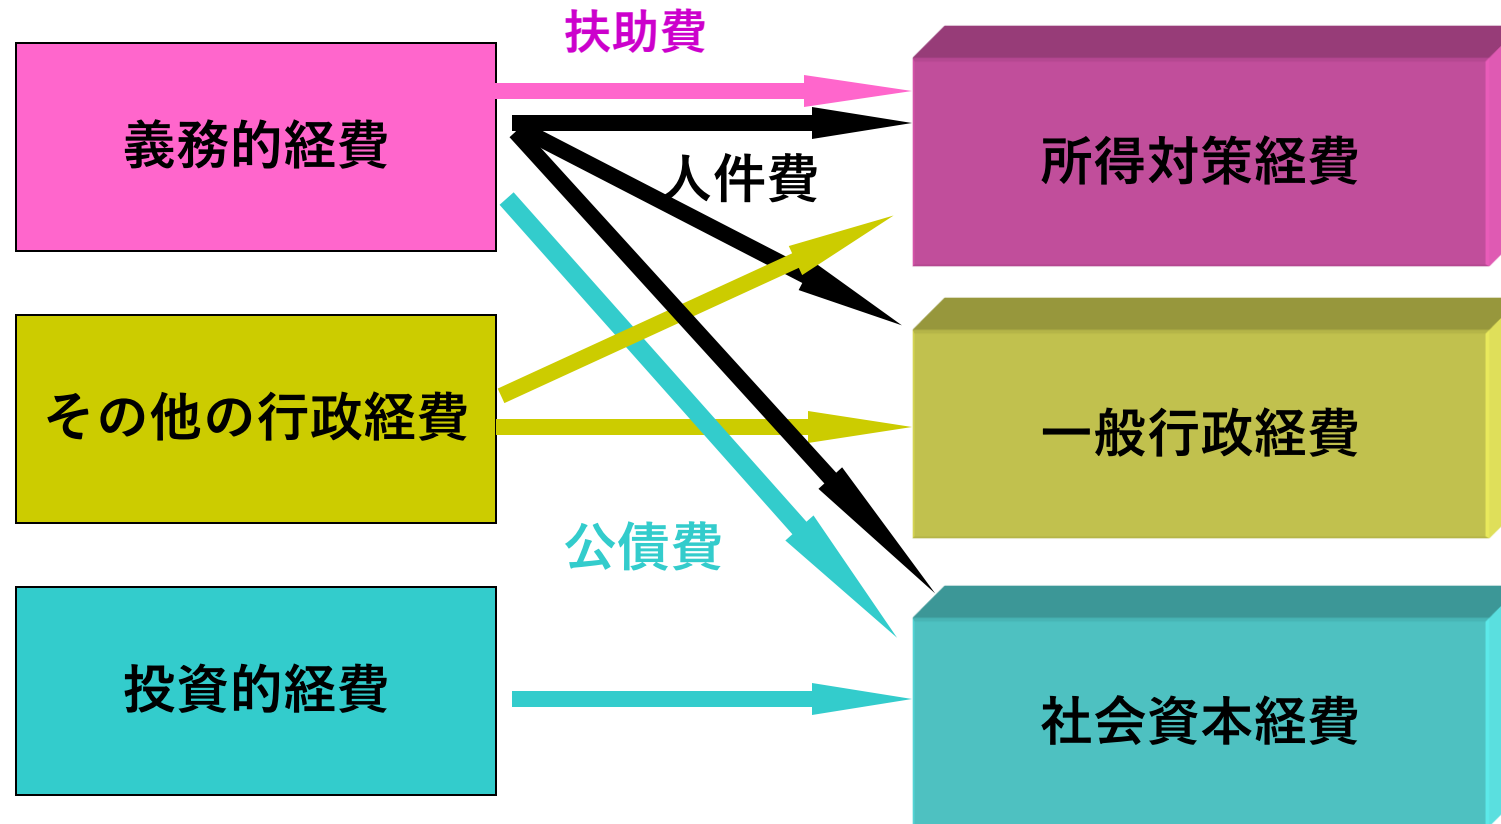 扶助費
義務的経費
所得対策経費
人件費
その他の行政経費
一般行政経費
公債費
投資的経費
社会資本経費